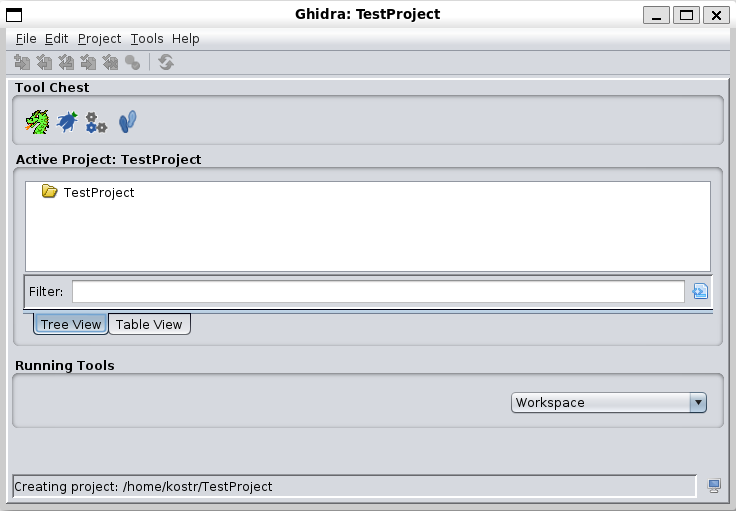 Ghidra: TestProject
File Edit Project Tools Help
Tool Chest
Active Project: TestProject
TestProject
Filter:
Tree View Table View
Running Tools
Workspace
Creating project: /home/kostr/TestProject